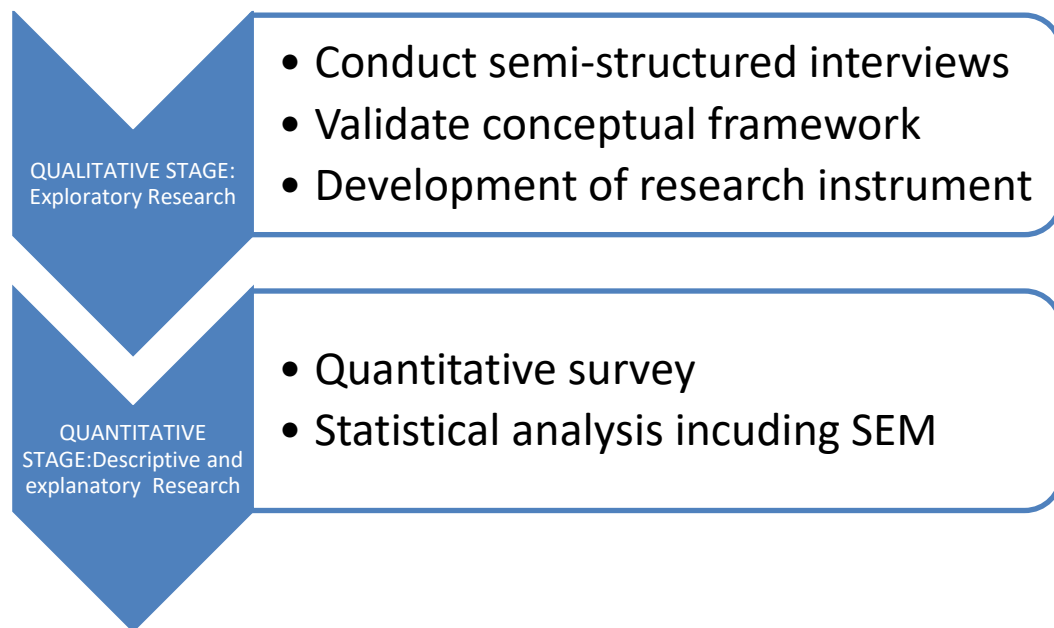 QUALITATIVE STAGE:
Exploratory Research
• Conduct semi-structured interviews
• Validate conceptual framework
• Development of research instrument
QUANTITATIVE
STAGE:Descriptive and
explanatory Research
• Quantitative survey
• Statistical analysis incuding SEM